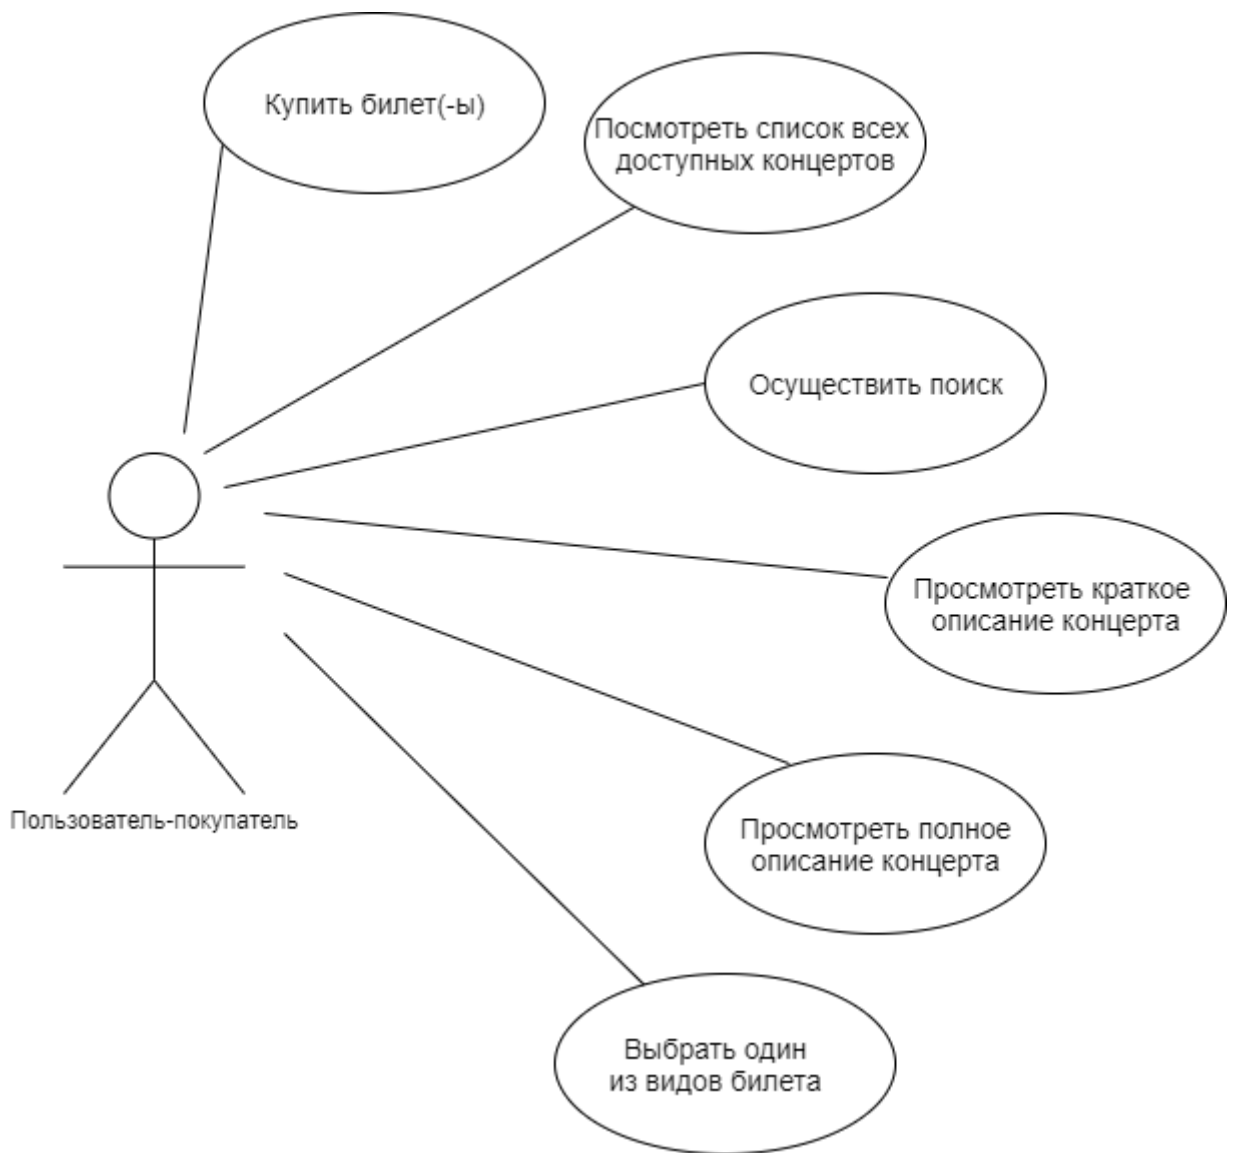 Купить билет(-ы)
Посмотреть список всех
доступных концертов
Осуществить поиск
Просмотреть краткое
описание концерта
Пользователь-покупатель
Просмотреть полное
описание концерта
Выбрать один
из видов билета